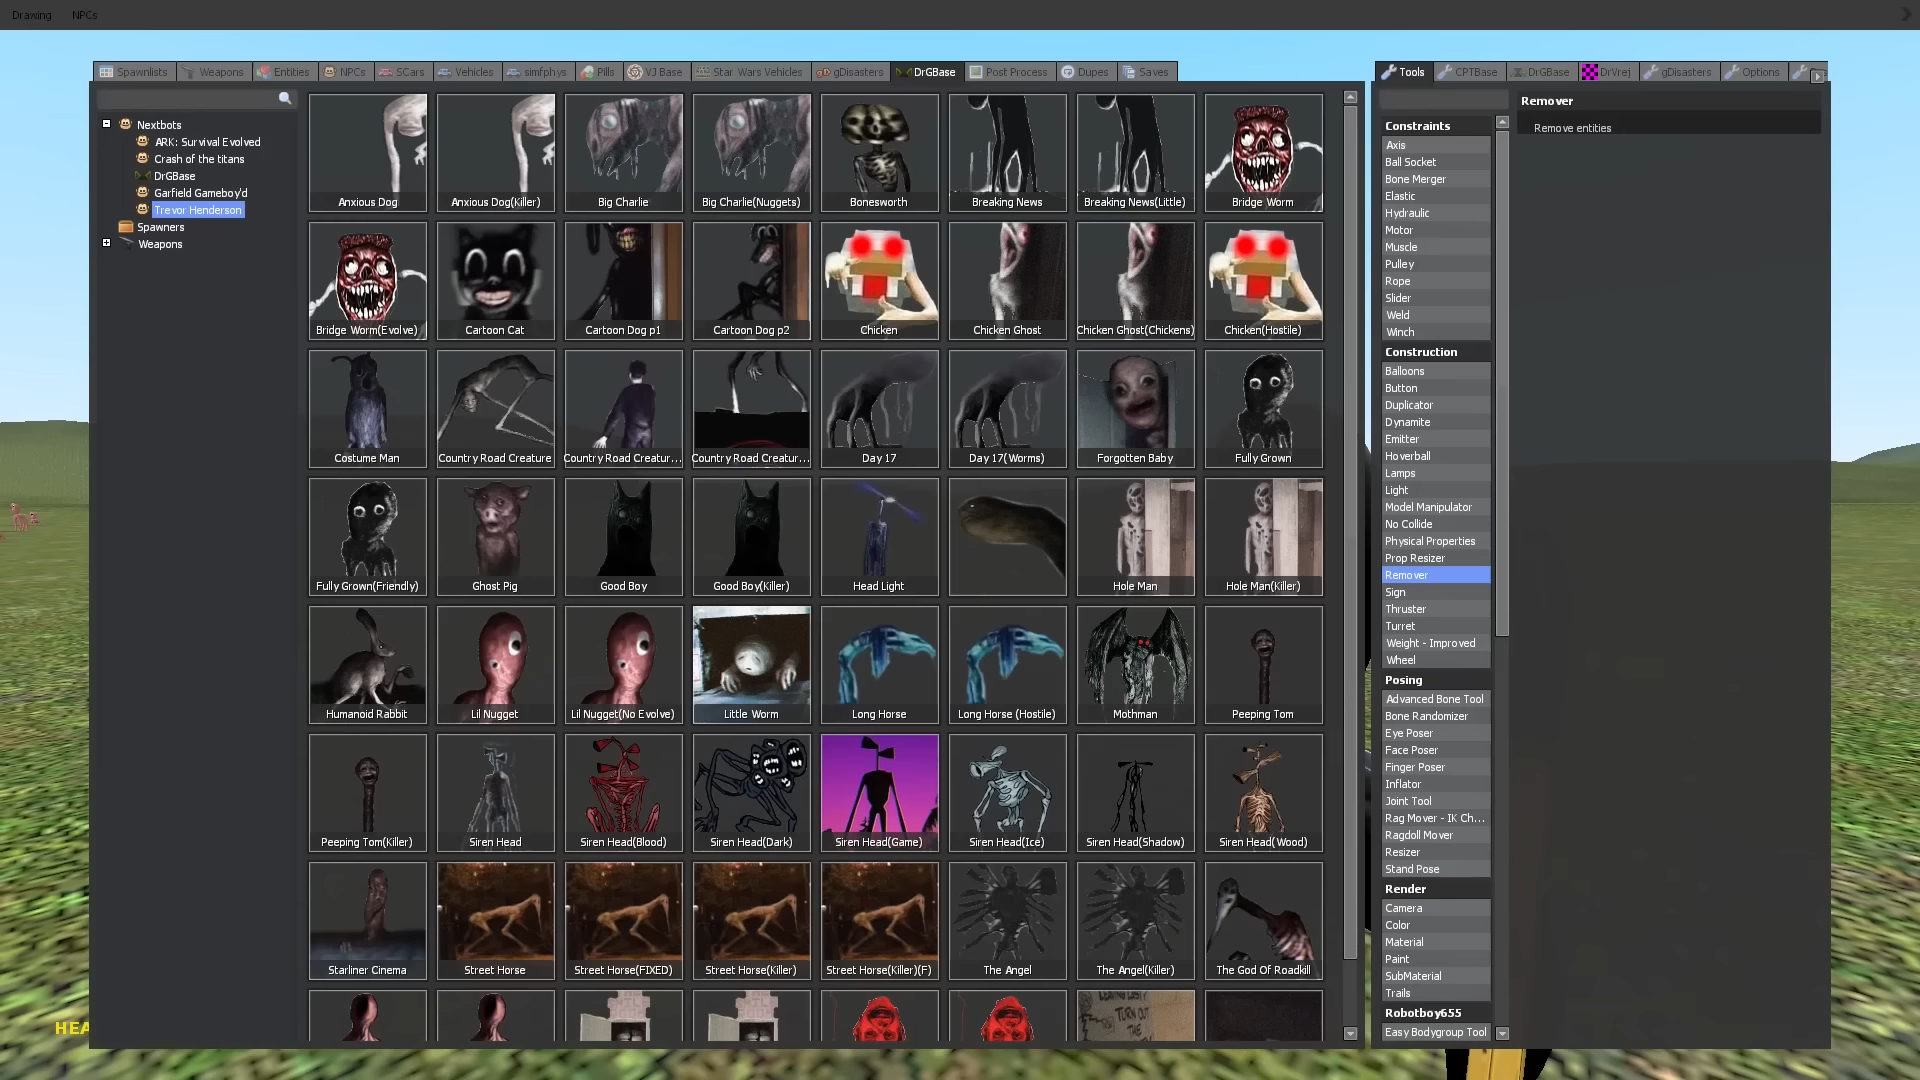 Drawing NPCs
Spawnlists Weapons Entities NPCs SCars Vehicles simfphys Pills VJ Base Star Wars Vehicles gDisasters DrGBase Post Process Dupes Saves
Nextbots
ARK: Survival Evolved
Crash of the titans
DrGBase
Garfield Gameboy'd
Trevor Henderson
Spawners
Weapons
Anxious Dog Anxious Dog(Killer) Big Charlie Big Charlie(Nuggets) Bonesworth Breaking News Breaking News(Little) Bridge Worm
Bridge Worm(Evolve) Cartoon Cat Cartoon Dog p1 Cartoon Dog p2 Chicken Chicken Ghost Chicken Ghost(Chickens) Chicken(Hostile)
Costume Man Country Road Creature Country Road Creatur... Country Road Creatur... Day 17 Day 17(Worms) Forgotten Baby Fully Grown
Fully Grown(Friendly) Ghost Pig Good Boy Good Boy(Killer) Head Light Hole Man Hole Man(Killer)
Humanoid Rabbit Lil Nugget Lil Nugget(No Evolve) Little Worm Long Horse Long Horse (Hostile) Mothman Peeping Tom
Peeping Tom(Killer) Siren Head Siren Head(Blood) Siren Head(Dark) Siren Head(Game) Siren Head(Ice) Siren Head(Shadow) Siren Head(Wood)
Starliner Cinema Street Horse Street Horse(FIXED) Street Horse(Killer) Street Horse(Killer)(F) The Angel The Angel(Killer) The God Of Roadkill
TURN OUT
THE
HEA
Tools CPTBase DrGBase DrVrej gDisasters Options
Constraints
Axis
Ball Socket
Bone Merger
Elastic
Hydraulic
Motor
Muscle
Pulley
Rope
Slider
Weld
Winch
Construction
Balloons
Button
Duplicator
Dynamite
Emitter
Hoverball
Lamps
Light
Model Manipulator
No Collide
Physical Properties
Prop Resizer
Remover
Sign
Thruster
Turret
Weight - Improved
Wheel
Posing
Advanced Bone Tool
Bone Randomizer
Eye Poser
Face Poser
Finger Poser
Inflator
Joint Tool
Rag Mover - IK Ch...
Ragdoll Mover
Resizer
Stand Pose
Render
Camera
Color
Material
Paint
SubMaterial
Trails
Robotboy655
Easy Bodygroup Tool
Remover
Remove entities